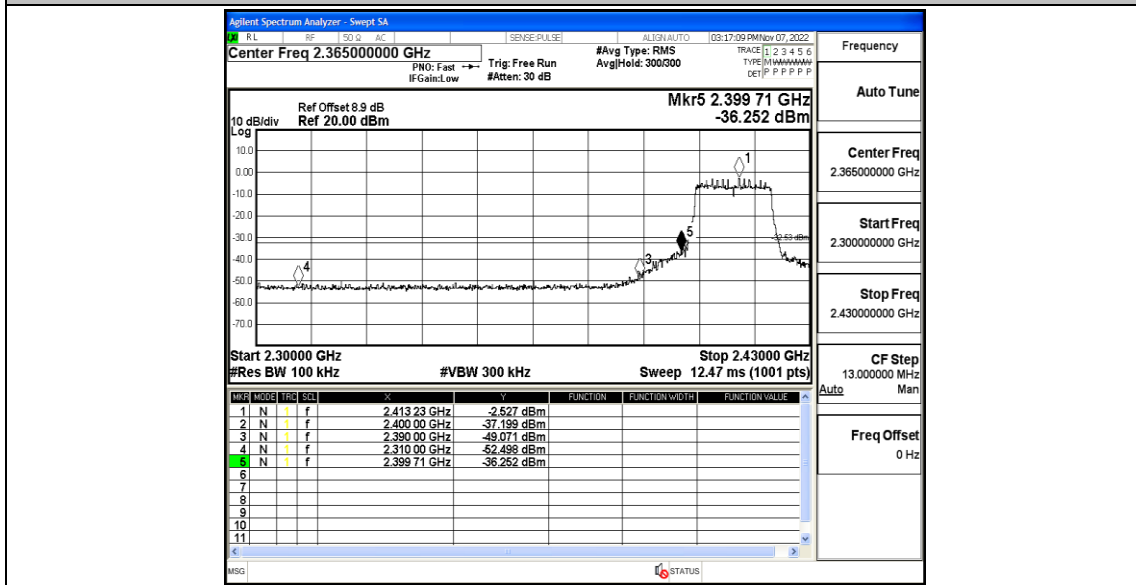 Agilent Spectrum Analyzer - Swept SA
RL RF 50 Ω AC SENSE:PULSE ALIGNAUTO 03:17:09 PMNov 07, 2022
Center Freq 2.365000000 GHz
PNO: Fast
IFGain:Low
Trig: Free Run
#Atten: 30 dB
#Avg Type: RMS
Avg|Hold: 300/300
TRACE 1 2 3 4 5 6
TYPE MWWWWW
DET P P P P P P
Mkr5 2.399 71 GHz
-36.252 dBm
Ref Offset 8.9 dB
10 dB/div Ref 20.00 dBm
Log
10.0
0.00
-10.0
-20.0
-30.0
-40.0
-50.0
-60.0
-70.0
1
5
-32.53 dBm
3
4
Start 2.30000 GHz Stop 2.43000 GHz
#Res BW 100 kHz #VBW 300 kHz Sweep 12.47 ms (1001 pts)
MKR MODE TRC SCL X Y FUNCTION FUNCTION WIDTH FUNCTION VALUE
1 N 1 f 2.413 23 GHz -2.527 dBm
2 N 1 f 2.400 00 GHz -37.199 dBm
3 N 1 f 2.390 00 GHz -49.071 dBm
4 N 1 f 2.310 00 GHz -52.498 dBm
5 N 1 f 2.399 71 GHz -36.252 dBm
6
7
8
9
10
11
MSG STATUS
Frequency
Auto Tune
Center Freq
2.365000000 GHz
Start Freq
2.300000000 GHz
Stop Freq
2.430000000 GHz
CF Step
13.000000 MHz
Auto Man
Freq Offset
0 Hz